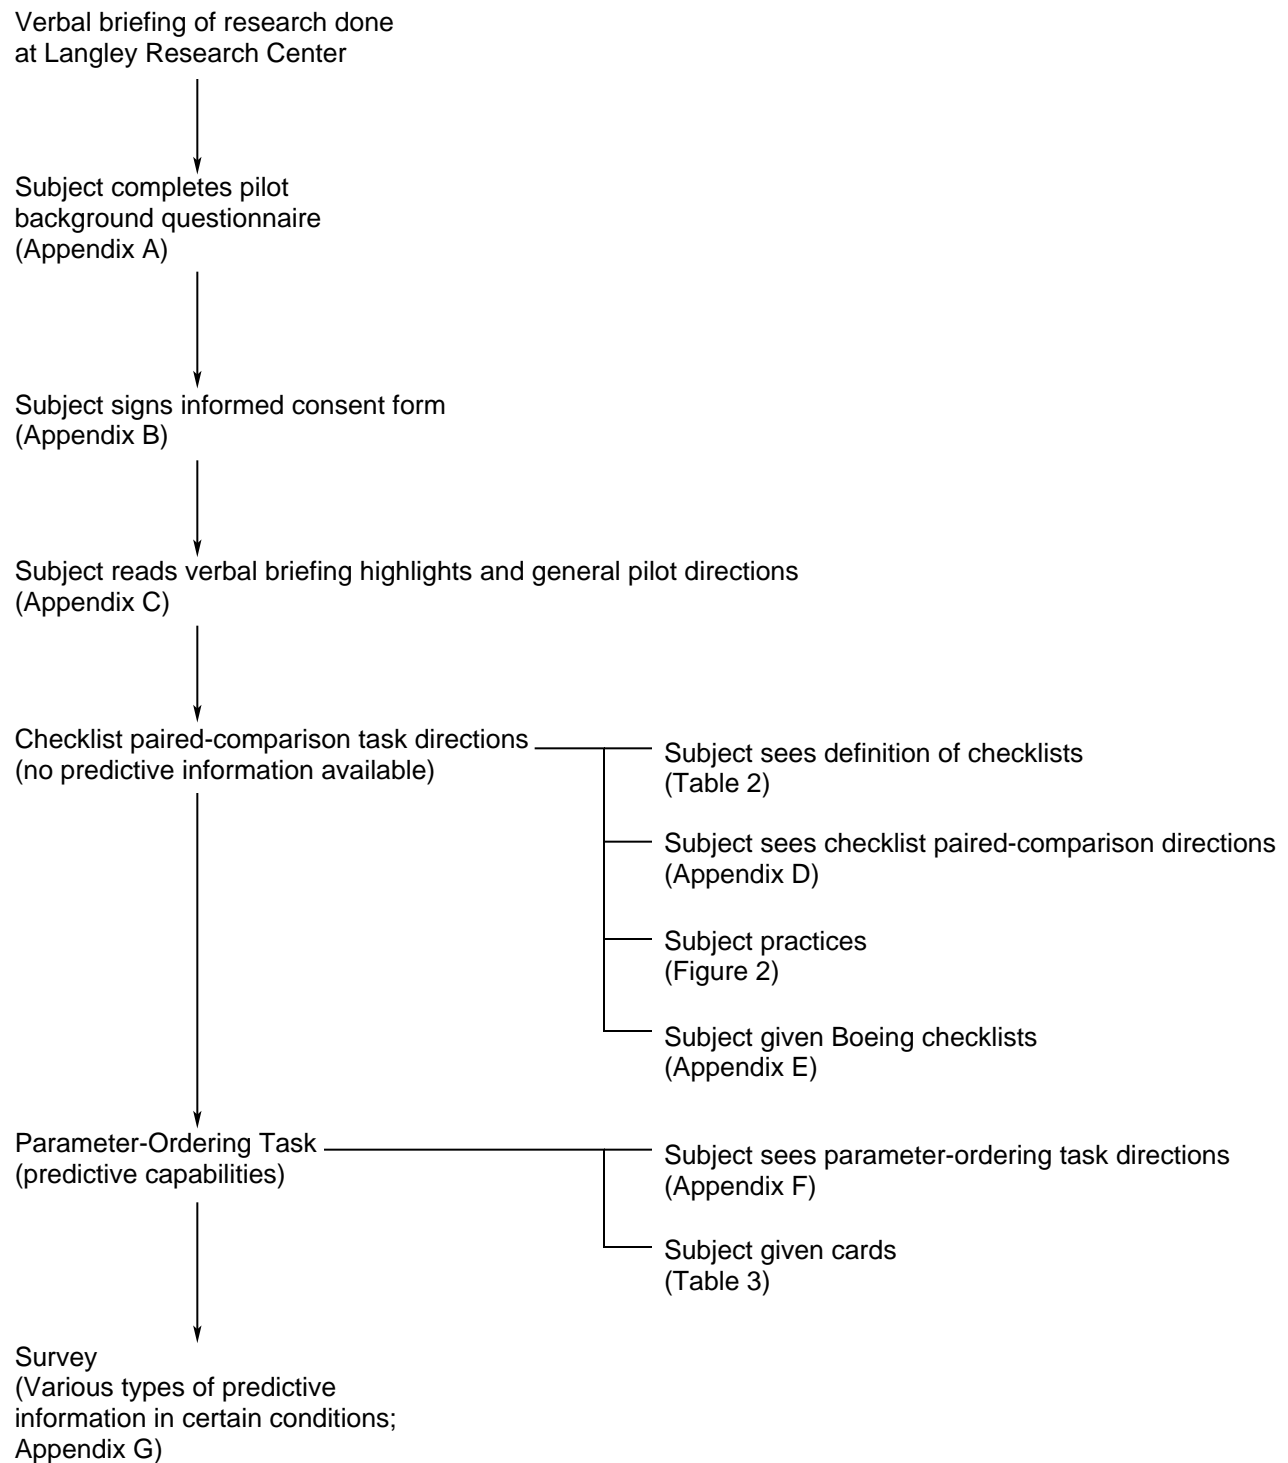 Verbal briefing of research done
at Langley Research Center
Subject completes pilot
background questionnaire
(Appendix A)
Subject signs informed consent form
(Appendix B)
Subject reads verbal briefing highlights and general pilot directions
(Appendix C)
Checklist paired-comparison task directions
(no predictive information available)
Subject sees definition of checklists
(Table 2)
Subject sees checklist paired-comparison directions
(Appendix D)
Subject practices
(Figure 2)
Subject given Boeing checklists
(Appendix E)
Parameter-Ordering Task
(predictive capabilities)
Subject sees parameter-ordering task directions
(Appendix F)
Subject given cards
(Table 3)
Survey
(Various types of predictive
information in certain conditions;
Appendix G)